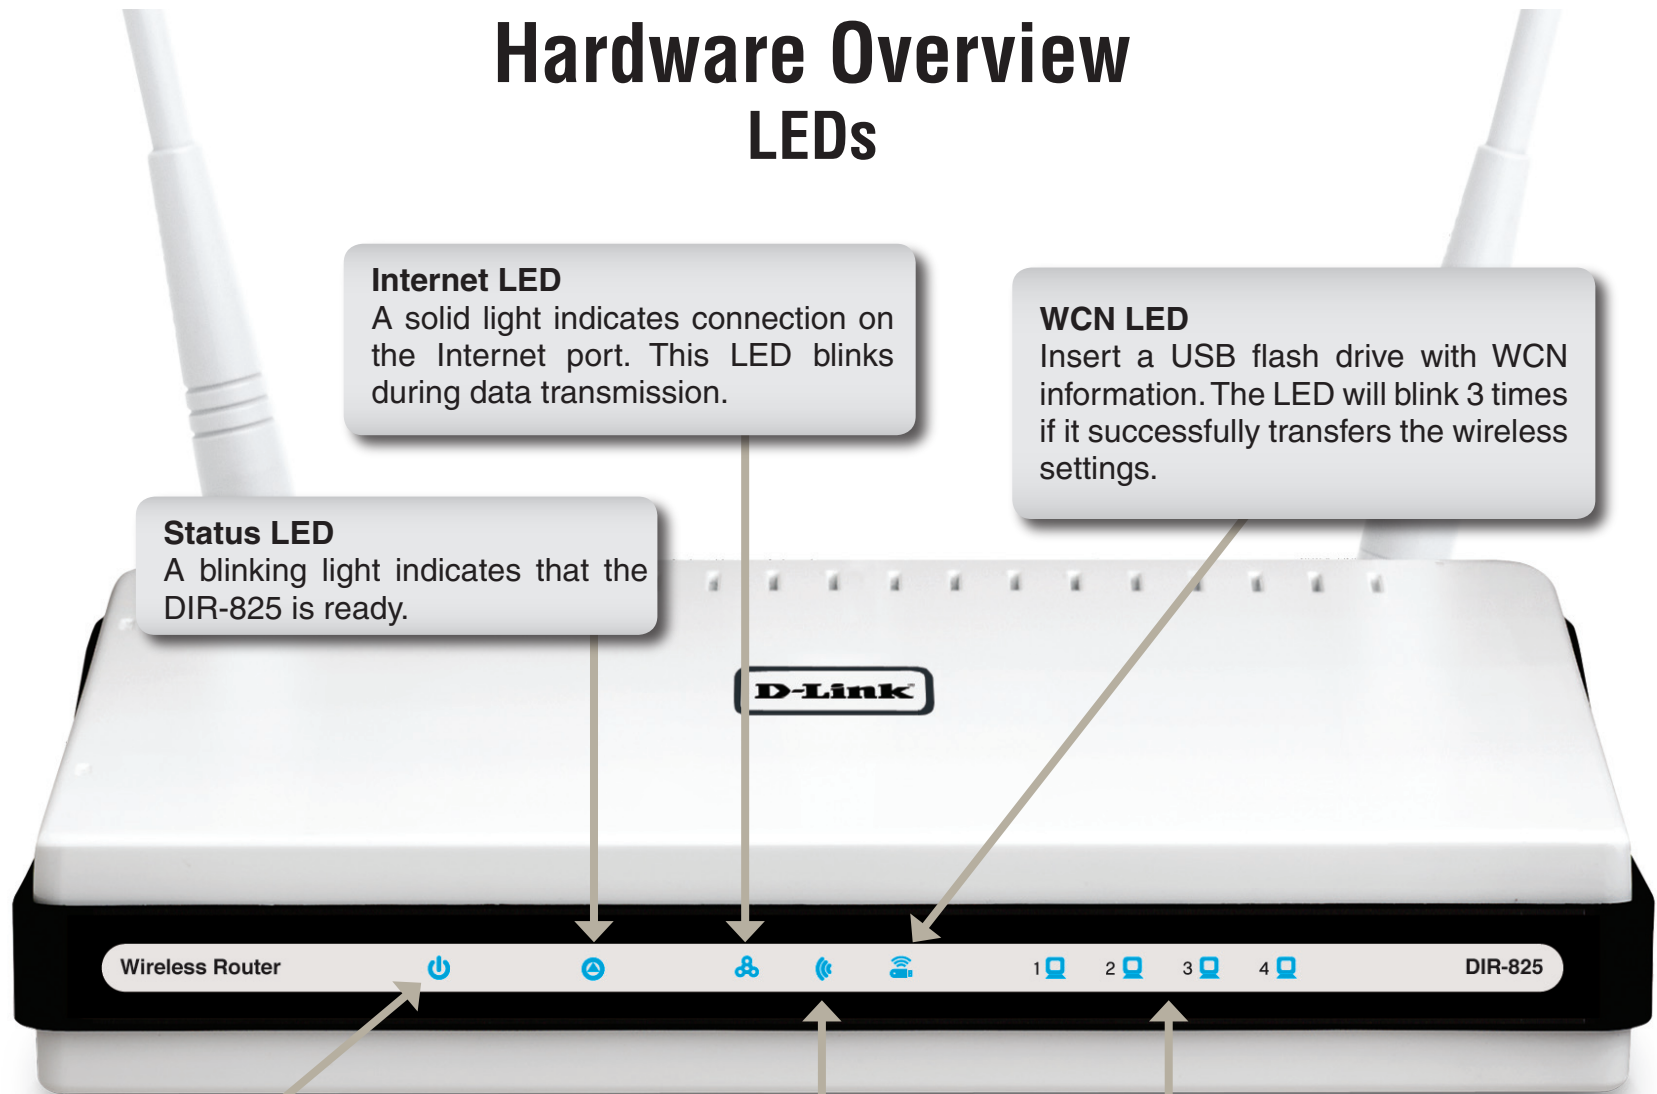 Hardware Overview
LEDs
Internet LED
A solid light indicates connection on
the Internet port. This LED blinks
during data transmission.
WCN LED
Insert a USB flash drive with WCN
information. The LED will blink 3 times
if it successfully transfers the wireless
settings.
Status LED
A blinking light indicates that the
DIR-825 is ready.
D-Link
Wireless Router
1
2
3
4
DIR-825